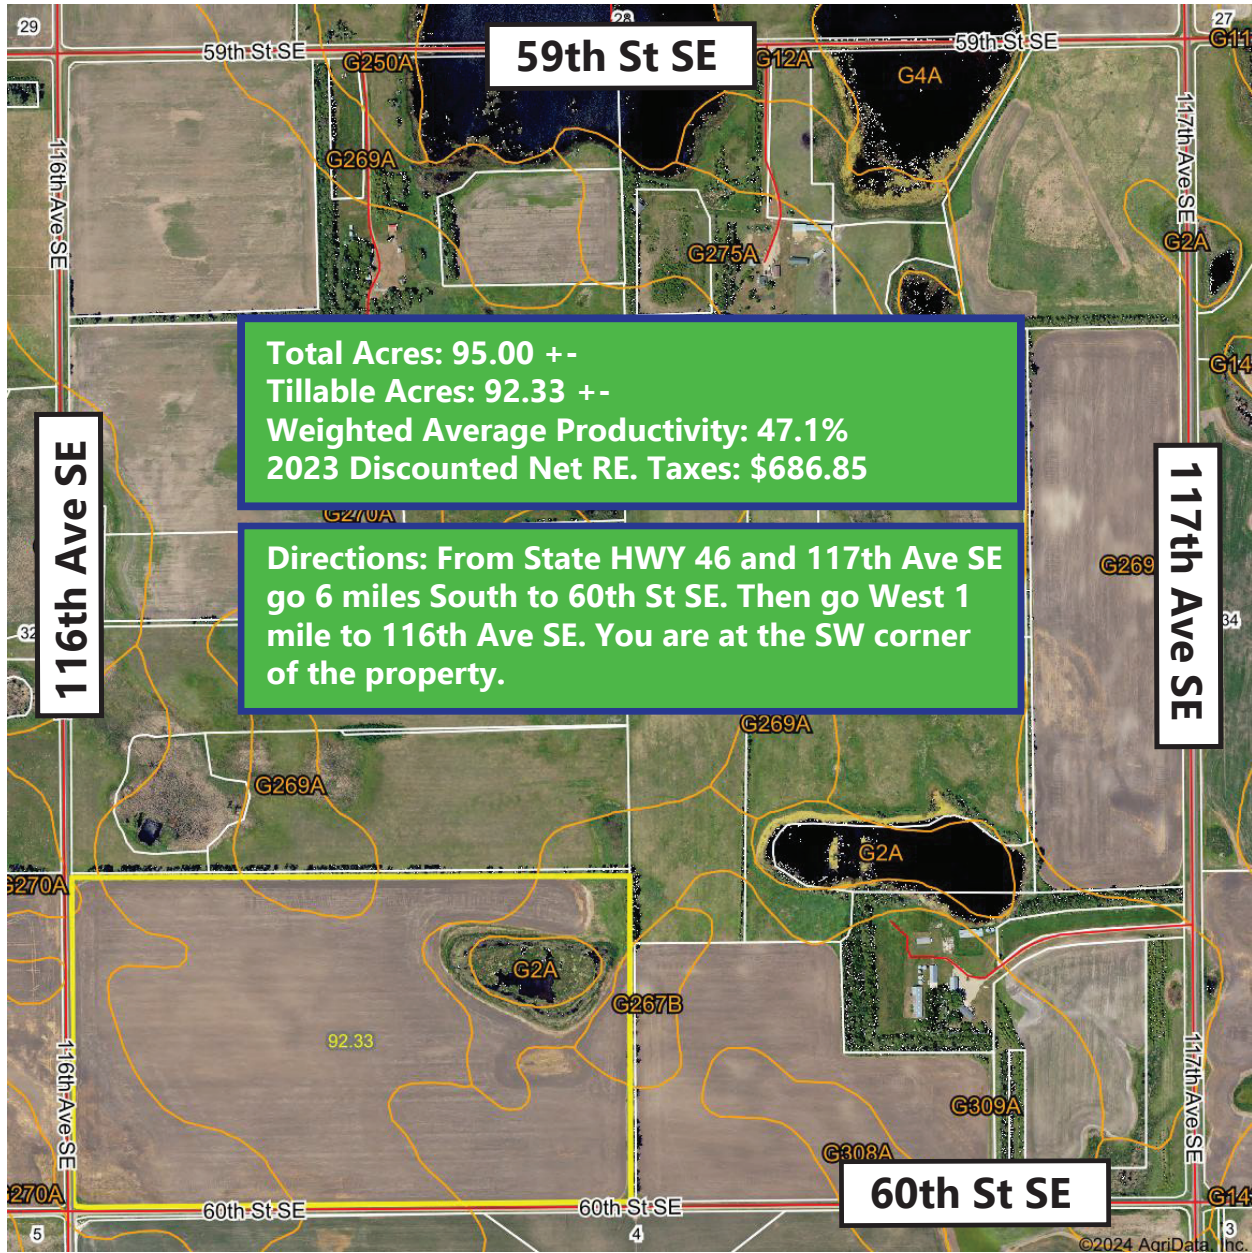 29
28
27
59th St SE
59th St SE
59th St SE
G250A
G12A
G4A
G11
116th Ave SE
117th Ave SE
G269A
G275A
G2A
Total Acres: 95.00 +-
Tillable Acres: 92.33 +-
Weighted Average Productivity: 47.1%
2023 Discounted Net RE. Taxes: $686.85
G14
G270A
116th Ave SE
117th Ave SE
Directions: From State HWY 46 and 117th Ave SE
go 6 miles South to 60th St SE. Then go West 1
mile to 116th Ave SE. You are at the SW corner
of the property.
G269
32
34
G269A
G269A
G2A
G270A
G2A
G267B
92.33
116th Ave SE
117th Ave SE
G309A
G308A
G270A
60th St SE
60th St SE
60th St SE
G14
5
4
3
©2024 AgriData, Inc.